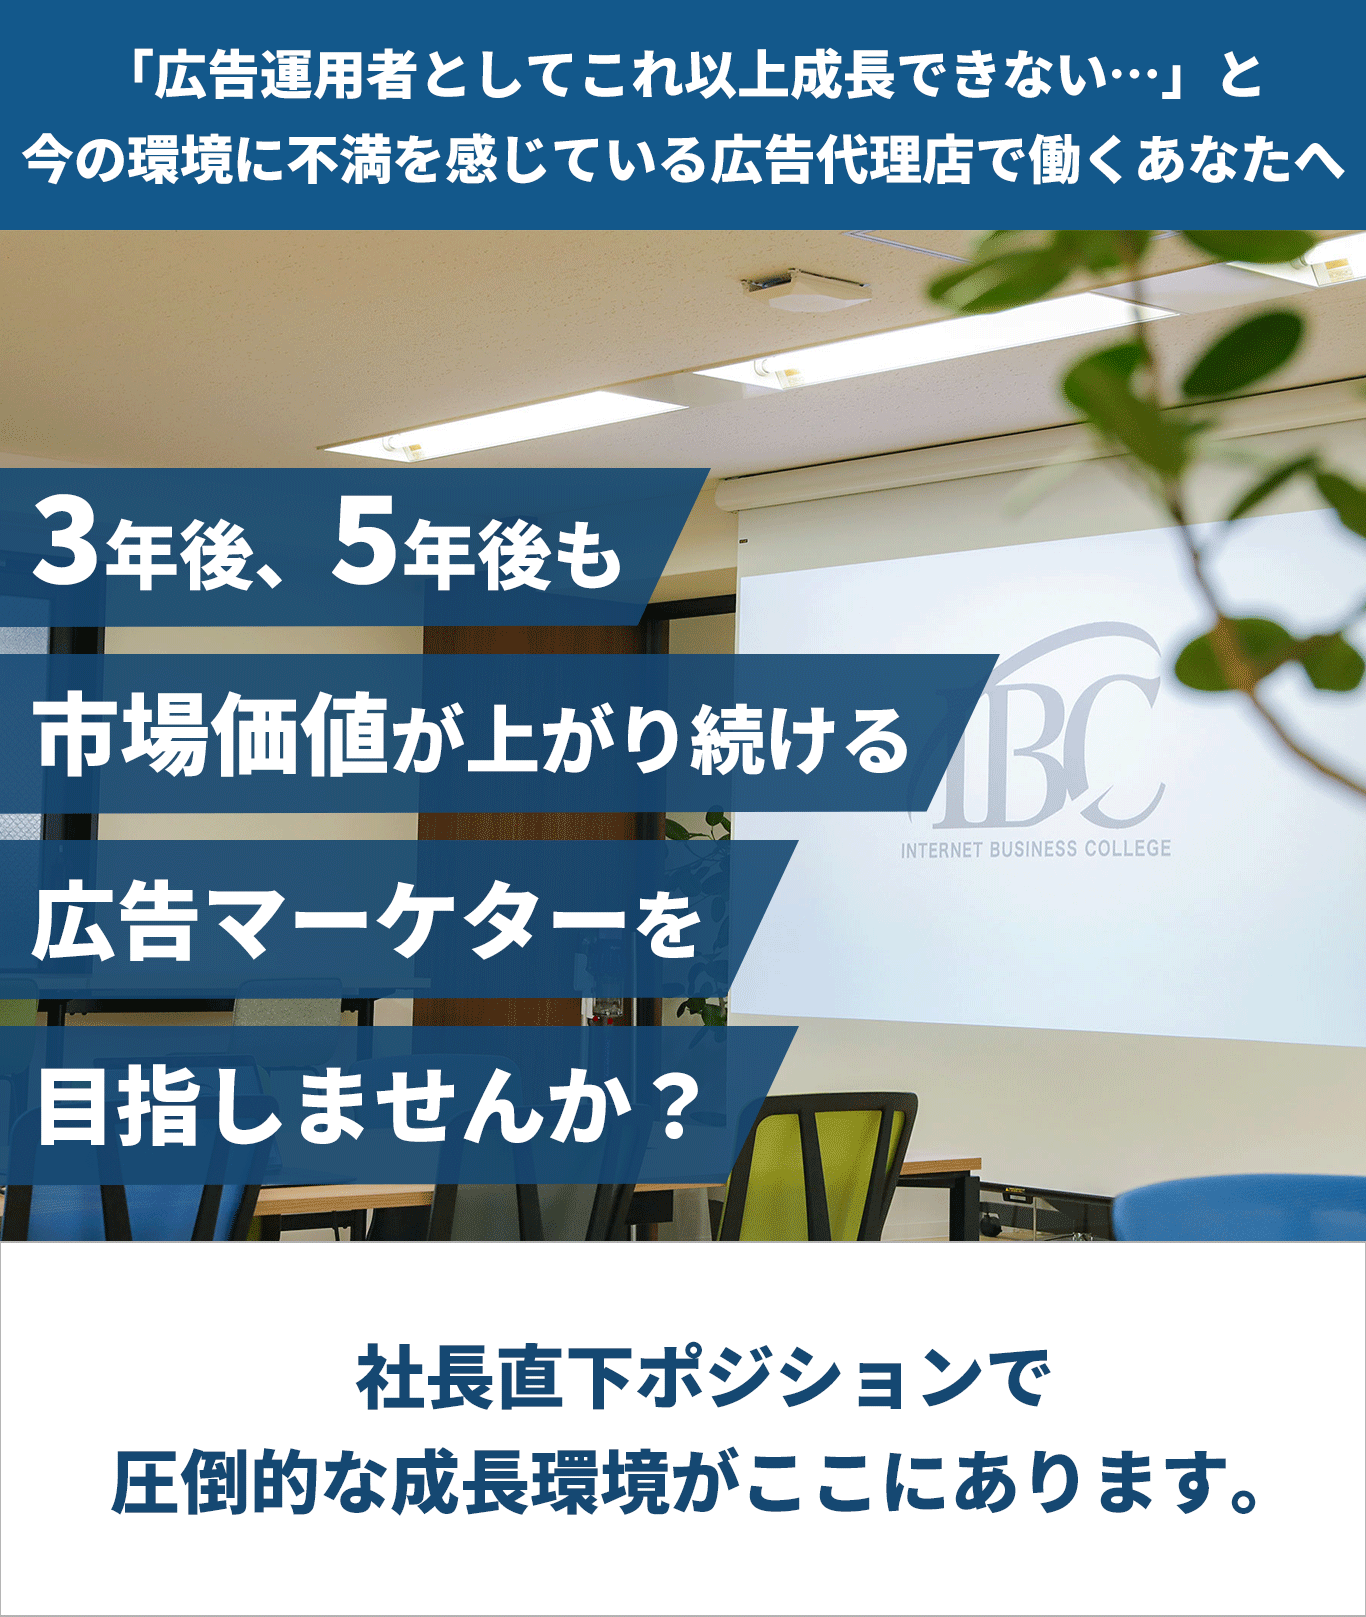 「広告運用者としてこれ以上成長できない…」と
今の環境に不満を感じている広告代理店で働くあなたへ
3年後、5年後も
市場価値が上がり続ける
広告マーケターを
目指しませんか？
IBC
INTERNET BUSINESS COLLEGE
社長直下ポジションで
圧倒的な成長環境がここにあります。